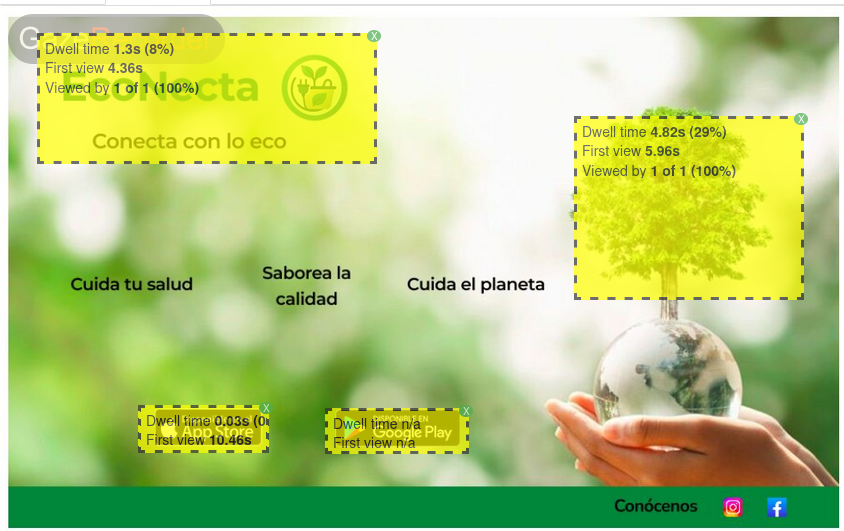 Dwell time 1.3s (8%)
First view 4.36s
Viewed by 1 of 1 (100%)
EcoNecta
Conecta con lo eco
X
Dwell time 4.82s (29%)
First view 5.96s
Viewed by 1 of 1 (100%)
X
Cuida tu salud
Saborea la
calidad
Cuida el planeta
Dwell time 0.03s (0
First view 10.46s
App Store
X
Dwell time n/a
First view n/a
DISPONIBLE EN
Google Play
X
Conócenos